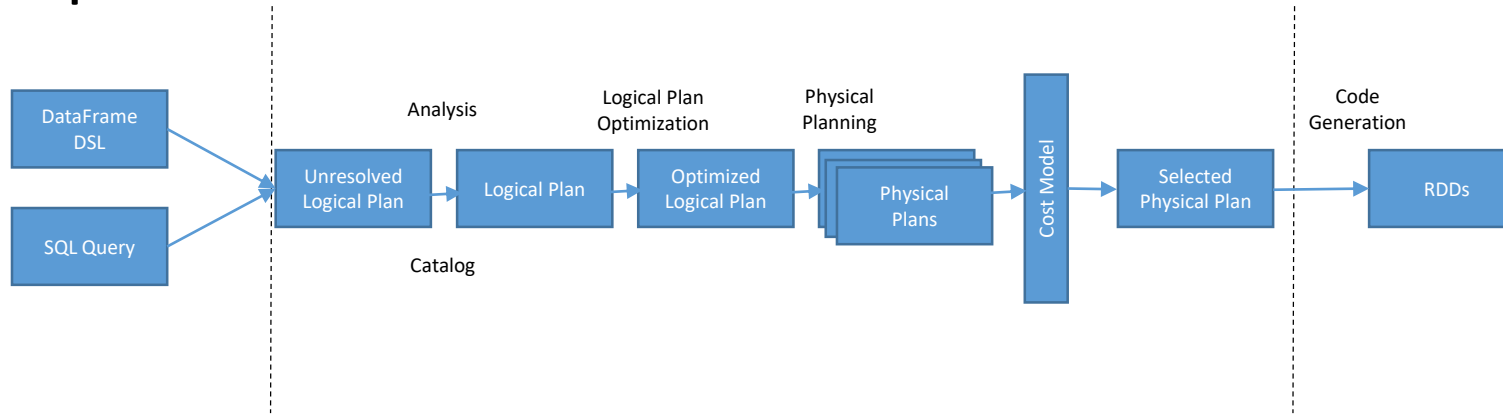 DataFrame
DSL
SQL Query
Analysis
Unresolved
Logical Plan
Catalog
Logical Plan
Logical Plan
Optimization
Optimized
Logical Plan
Physical
Planning
Physical
Plans
Cost Model
Selected
Physical Plan
Code
Generation
RDDs